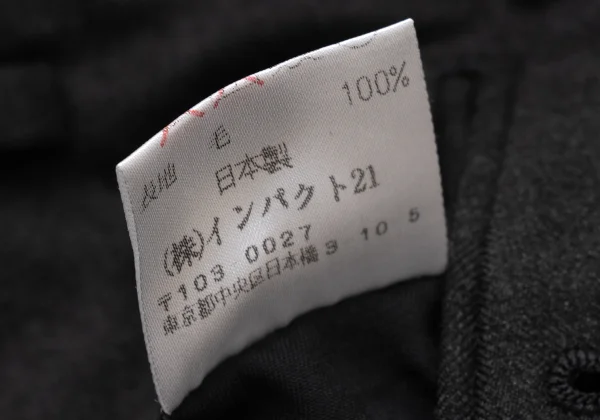 表地 毛 100%
日本製
(株)インパクト21
〒103 0027
東京都中央区日本橋3 10 5